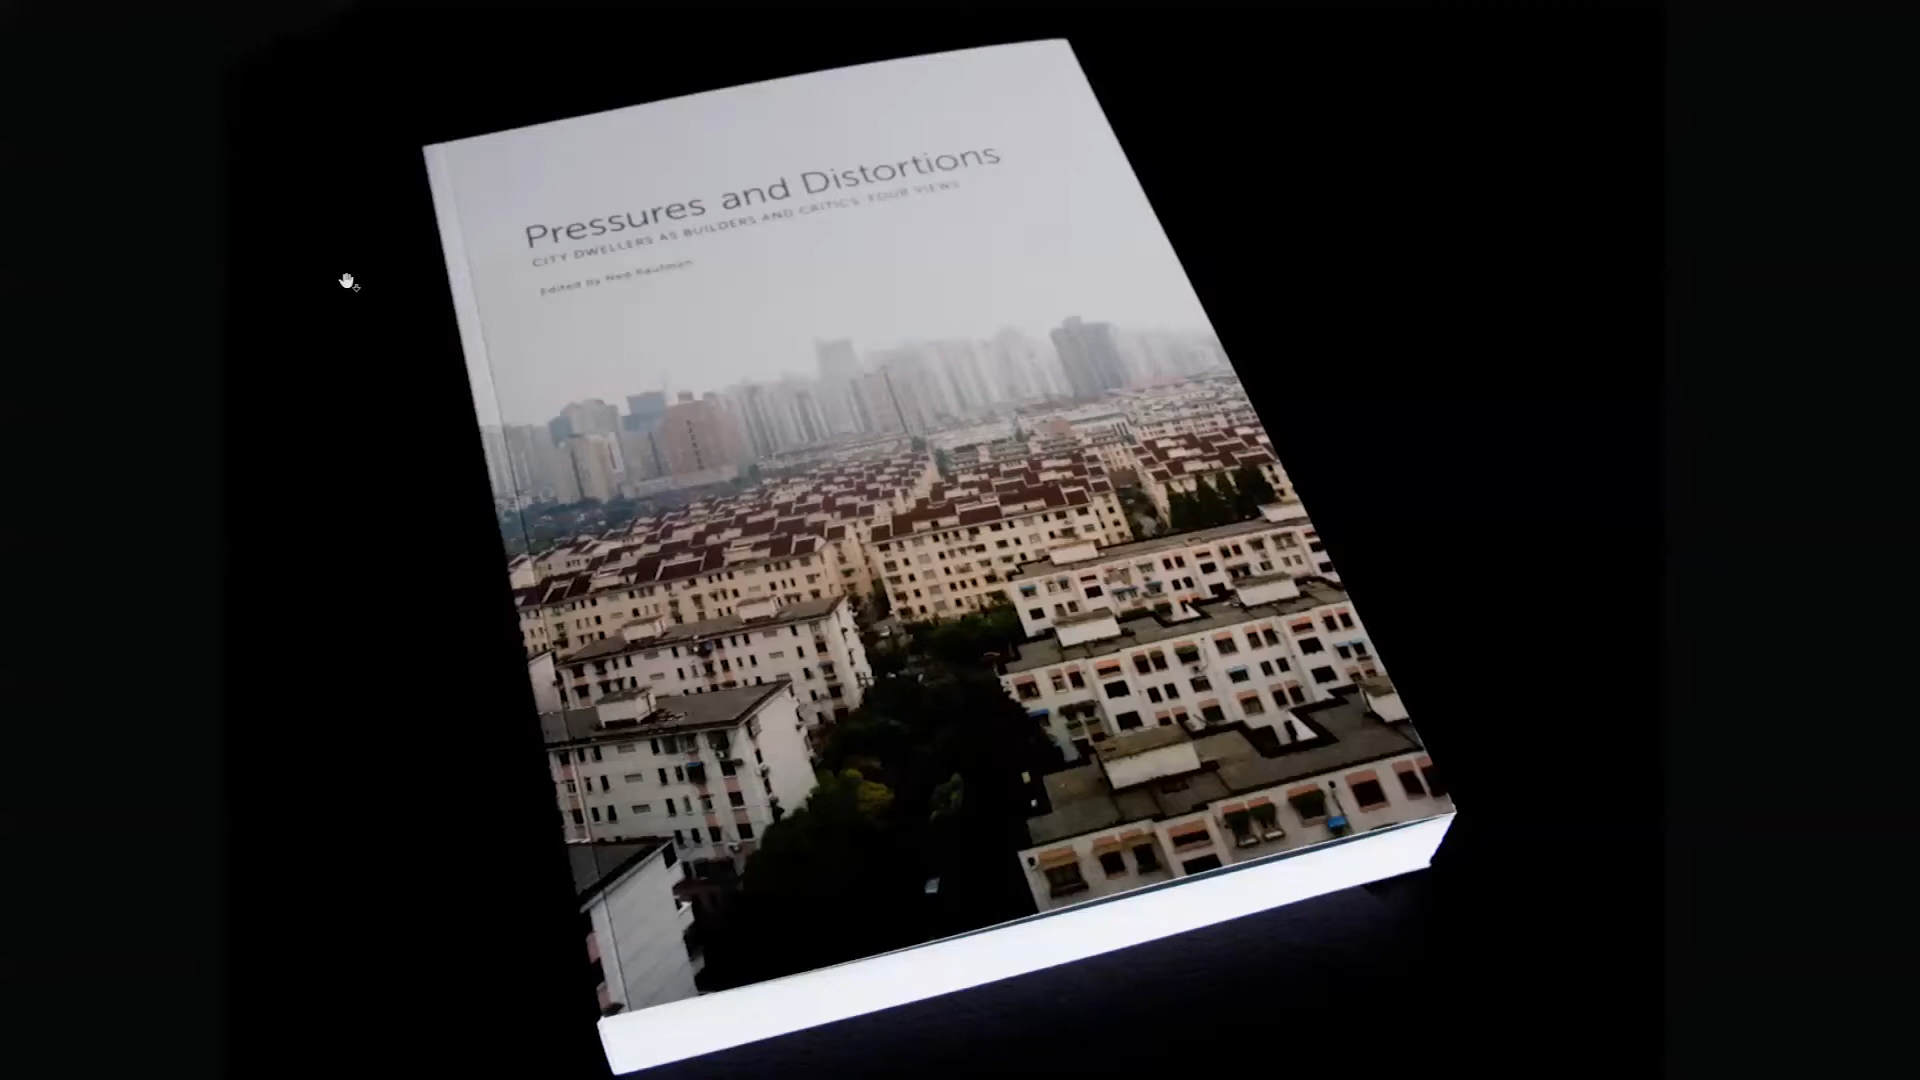 Pressures and Distortions
CITY DWELLERS AS BUILDERS AND CRITICS: FOUR VIEWS
Edited By Ned Kaufman